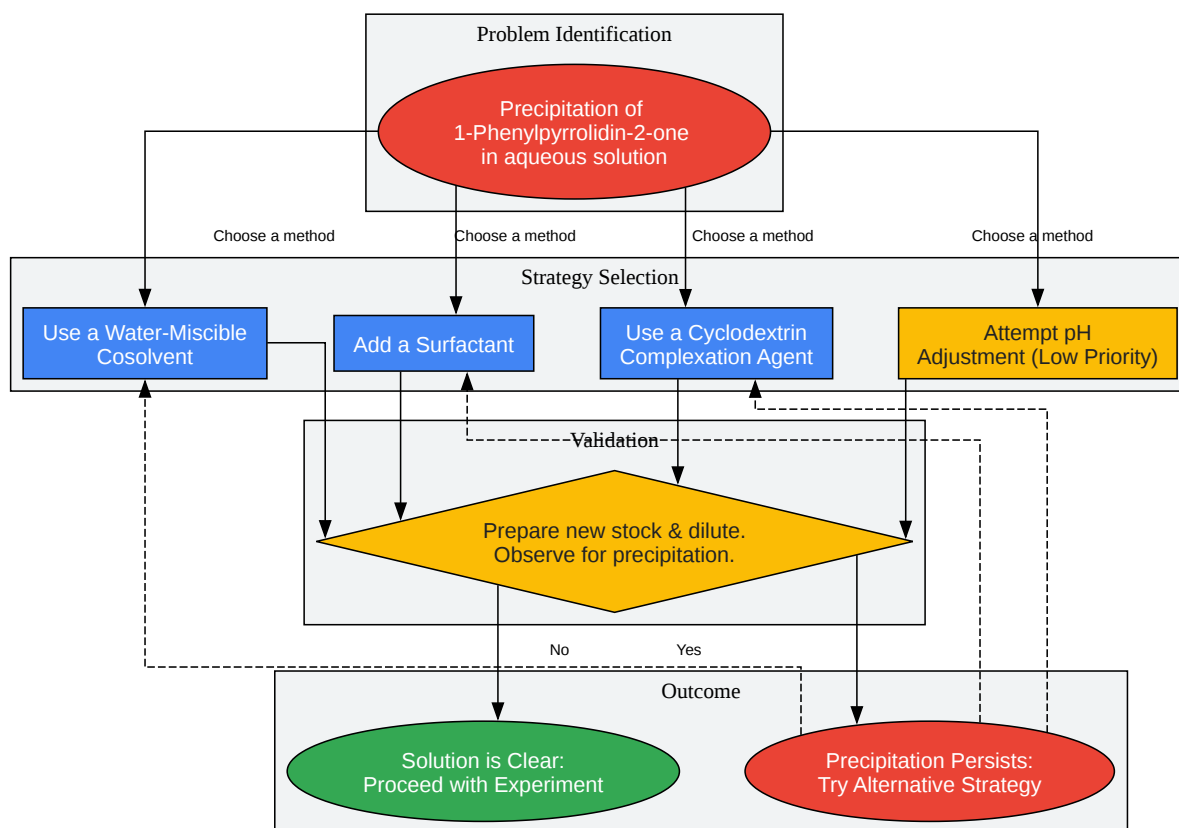 Problem Identification
Precipitation of
1-Phenylpyrrolidin-2-one
in aqueous solution
Choose a method
Choose a method
Choose a method
Choose a method
Strategy Selection
Use a Water-Miscible
Cosolvent
Add a Surfactant
Use a Cyclodextrin
Complexation Agent
Attempt pH
Adjustment (Low Priority)
Validation
Prepare new stock & dilute.
Observe for precipitation.
No
Yes
Outcome
Solution is Clear:
Proceed with Experiment
Precipitation Persists:
Try Alternative Strategy